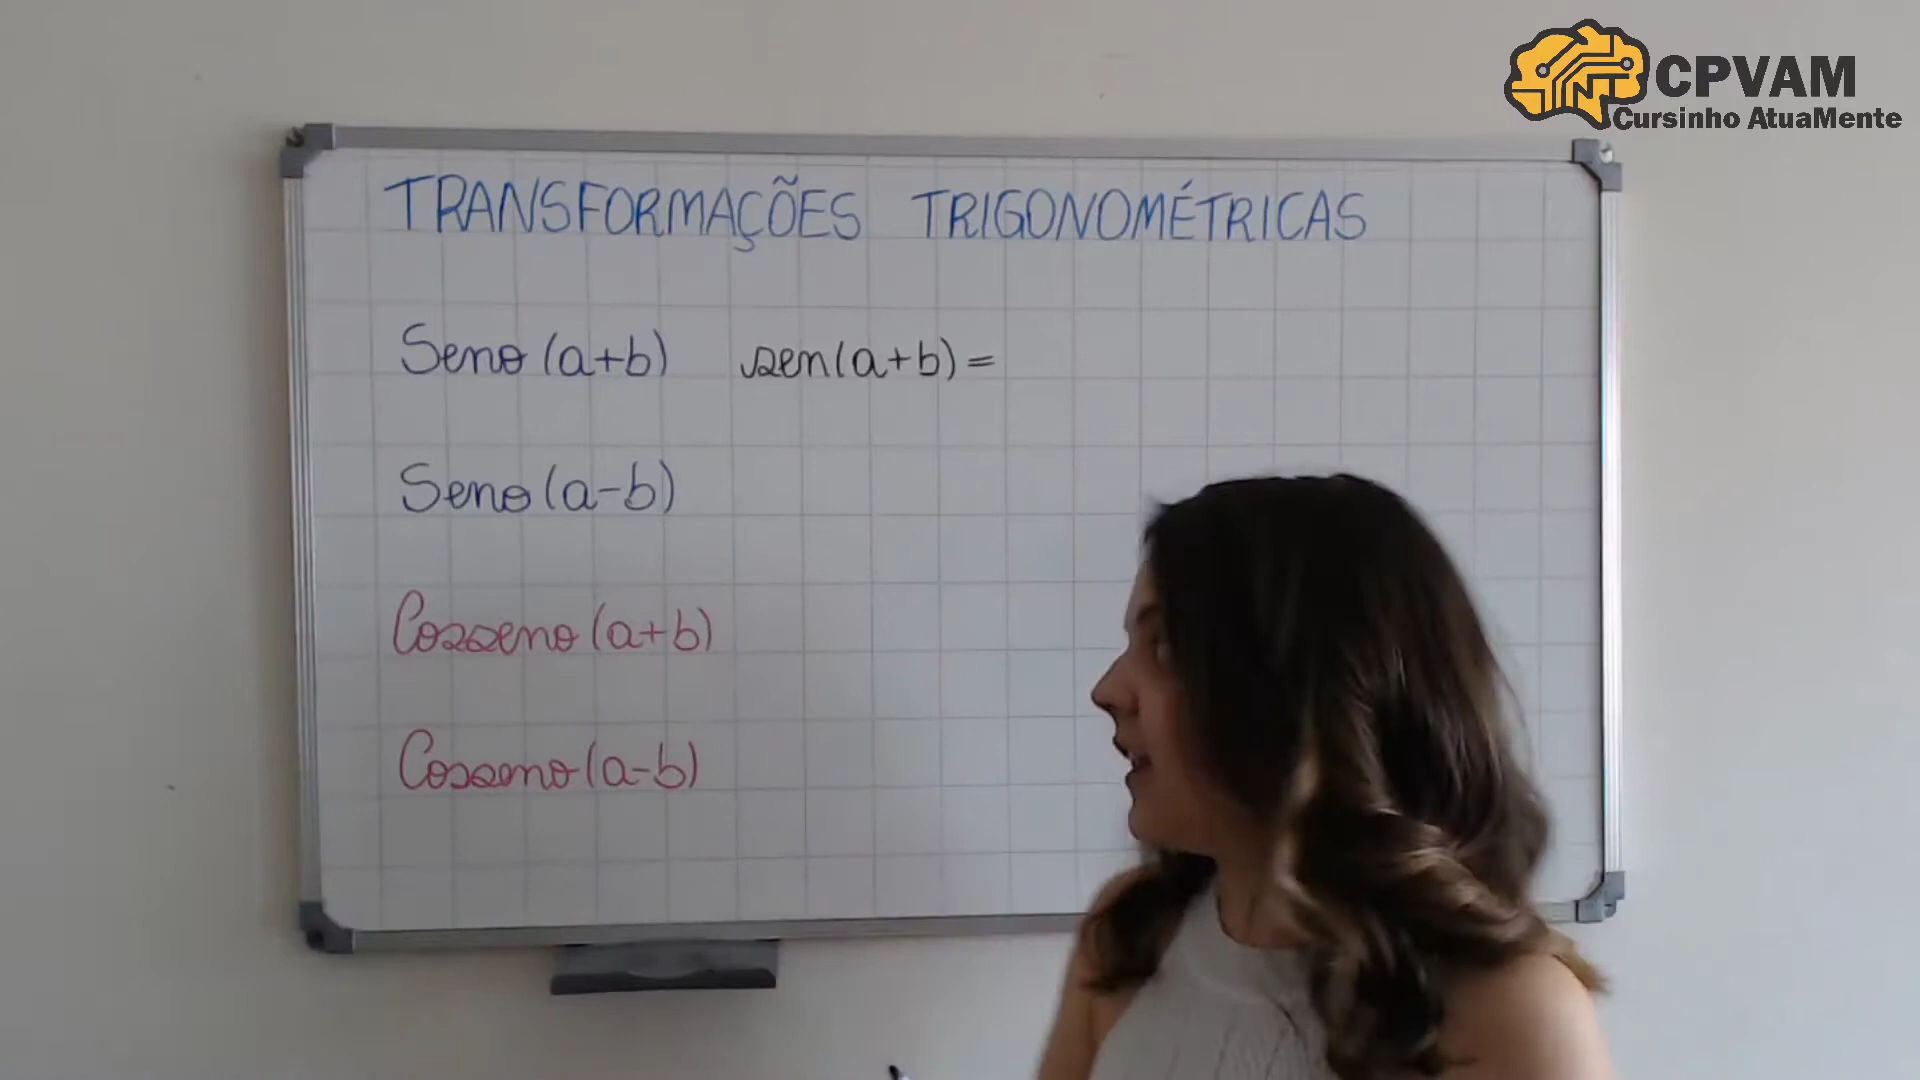 CPVAM
Cursinho AtuaMente
TRANSFORMAÇÕES TRIGONOMÉTRICAS
Seno (a+b) sen(a+b)=
Seno (a-b)
Cosseno (a+b)
Cosseno (a-b)